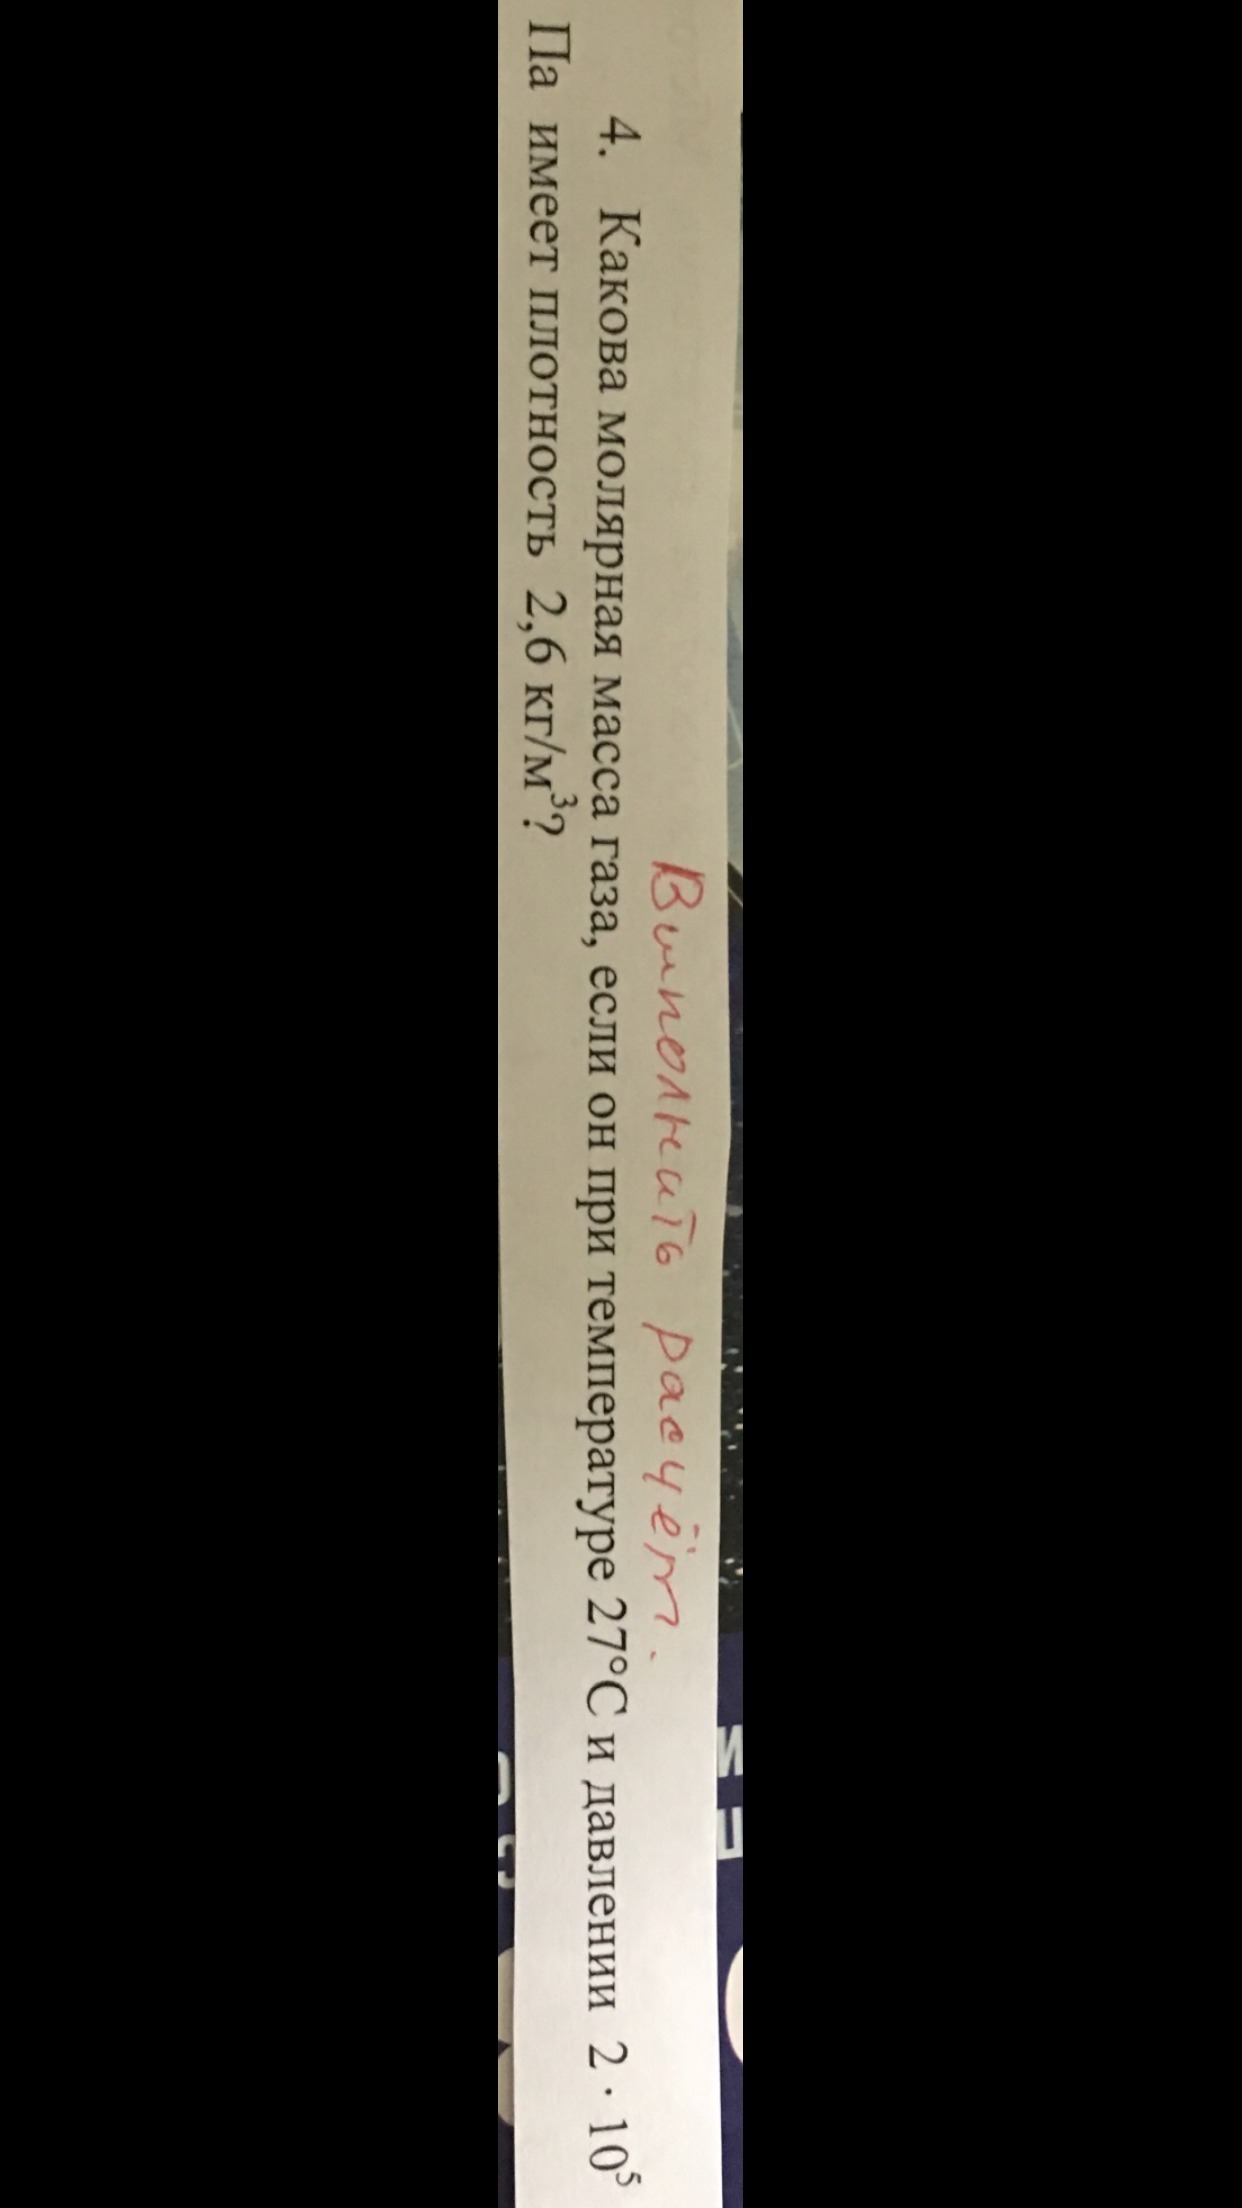 Выполнить расчёт.
4. Какова молярная масса газа, если он при температуре 27°С и давлении 2 · 10⁵
Па имеет плотность 2,6 кг/м³?